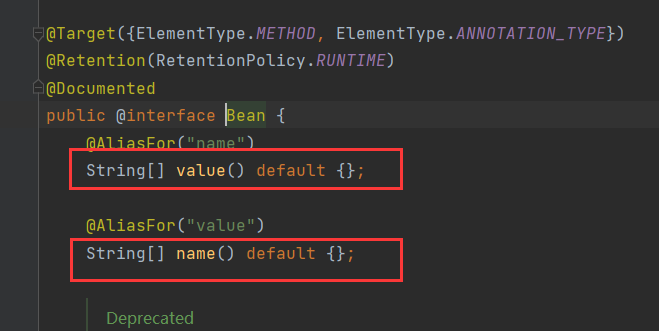 @Target({ElementType.METHOD, ElementType.ANNOTATION_TYPE})
@Retention(RetentionPolicy.RUNTIME)
@Documented
public @interface Bean {
@AliasFor("name")
String[] value() default {};
@AliasFor("value")
String[] name() default {};
Deprecated